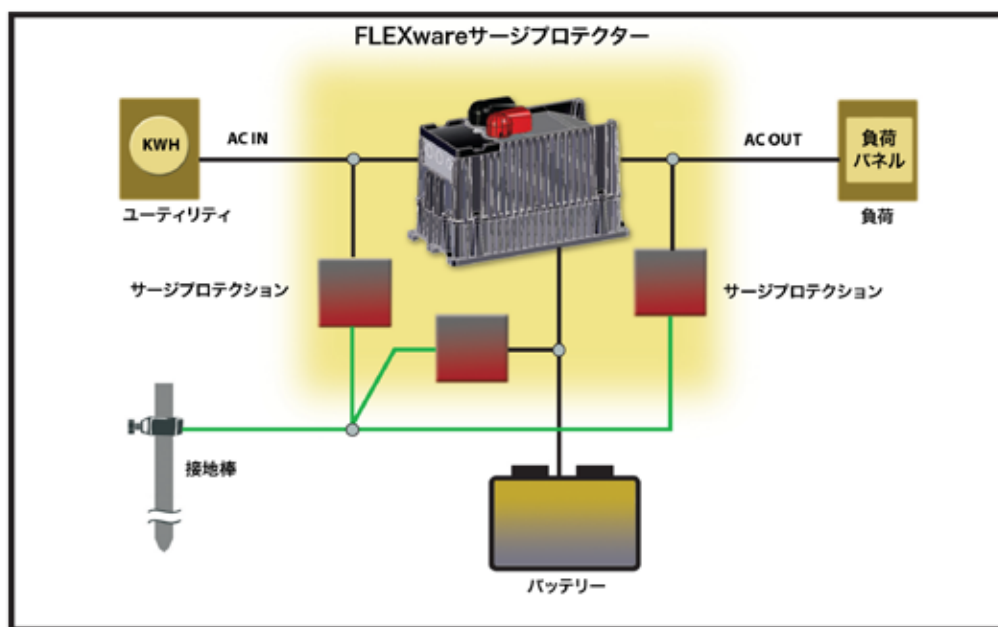 FLEXwareサージプロテクター
KWH
AC IN
AC OUT
負荷
パネル
ユーティリティ
負荷
サージプロテクション
サージプロテクション
接地棒
バッテリー